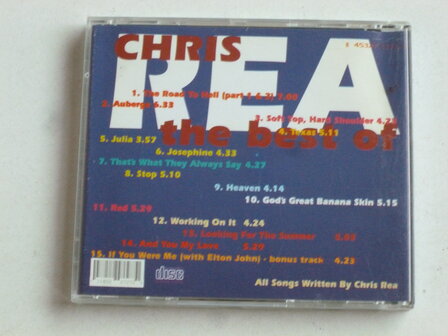 CHRIS
REA
the best of
1. The Road To Hell (part 1 & 2) 7.00
2. Auberge 6.33
3. Soft Top, Hard Shoulder
4. Texas 5.11
5. Julia 3.57
6. Josephine 4.33
7. That's What They Always Say 4.27
8. Stop 5.10
9. Heaven 4.14
10. God's Great Banana Skin 5.15
11. Red 5.29
12. Working On It 4.24
13. Looking For The Summer
14. And You My Love 5.29
15. If You Were Me (with Elton John) - bonus track 4.23
disc
All Songs Written By Chris Rea